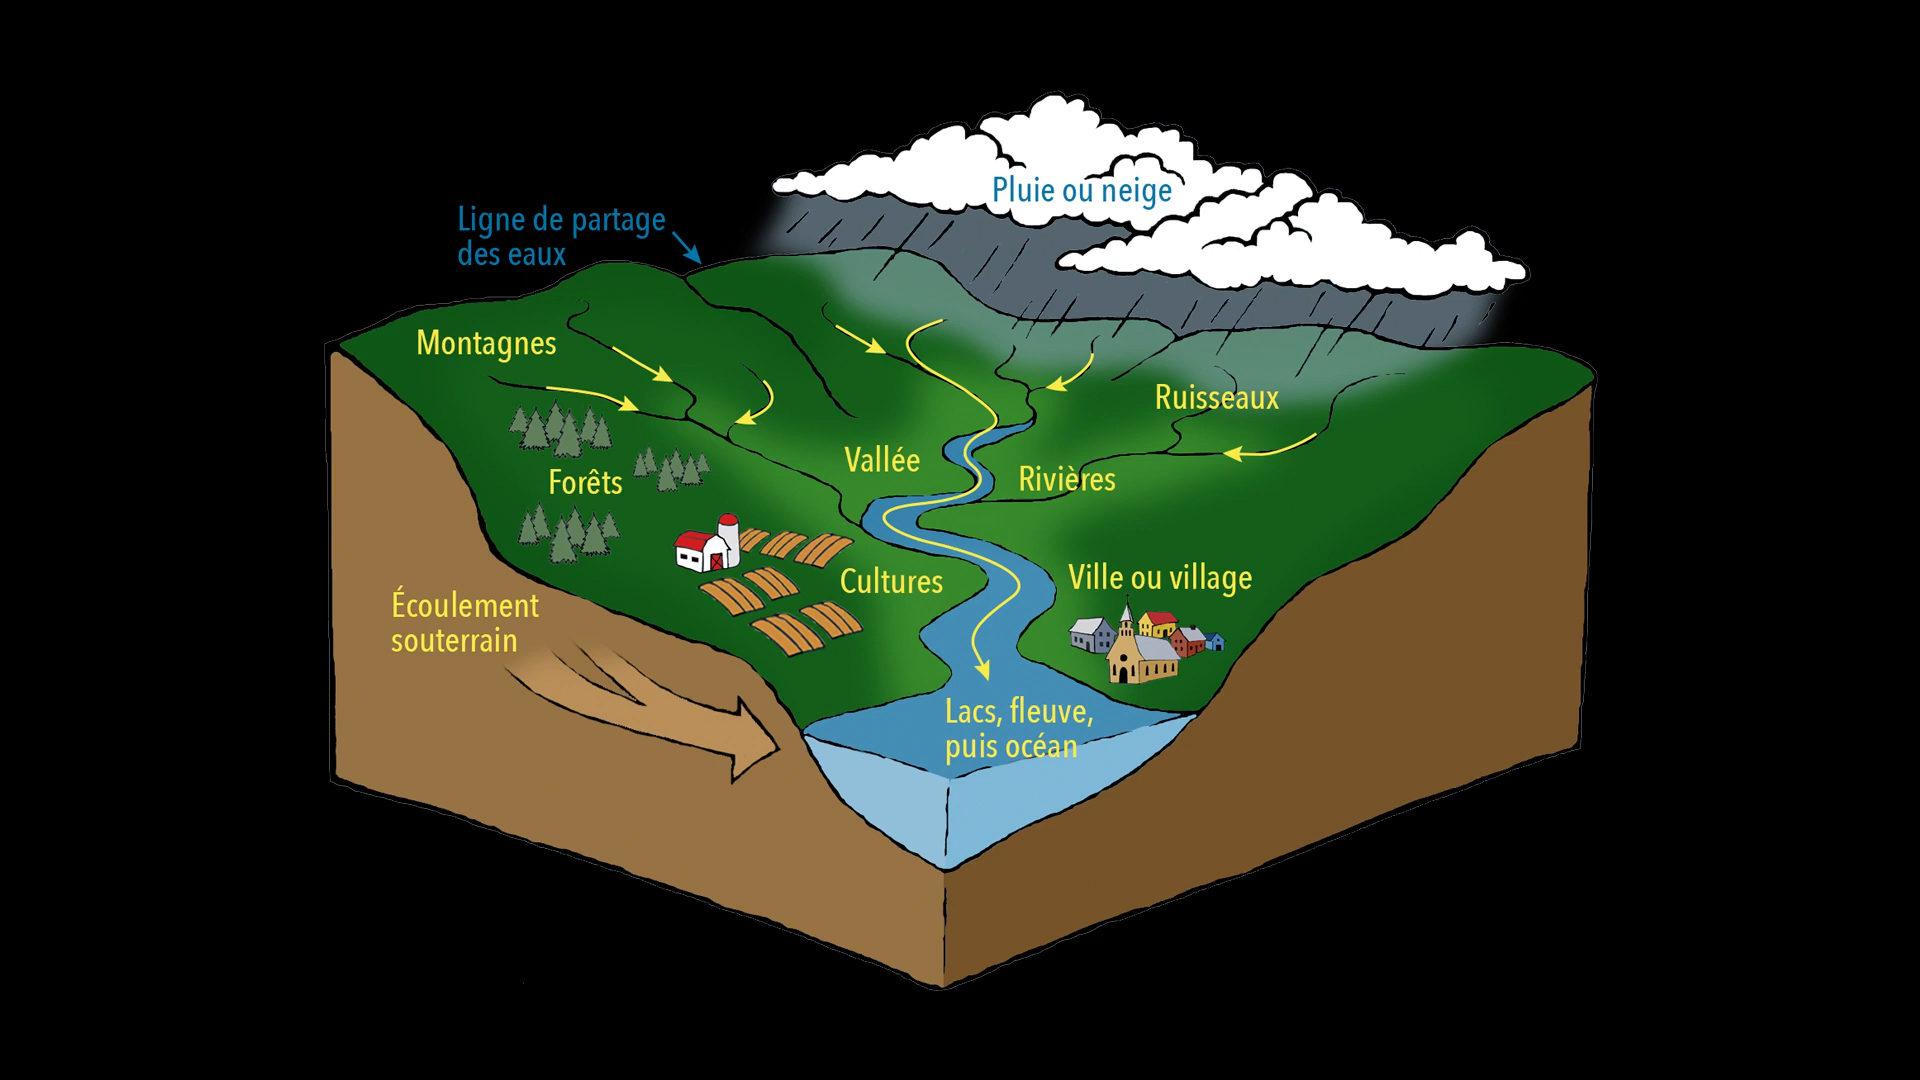 Pluie ou neige
Ligne de partage
des eaux
Montagnes
Ruisseaux
Vallée
Rivières
Forêts
Cultures
Ville ou village
Écoulement
souterrain
Lacs, fleuve,
puis océan